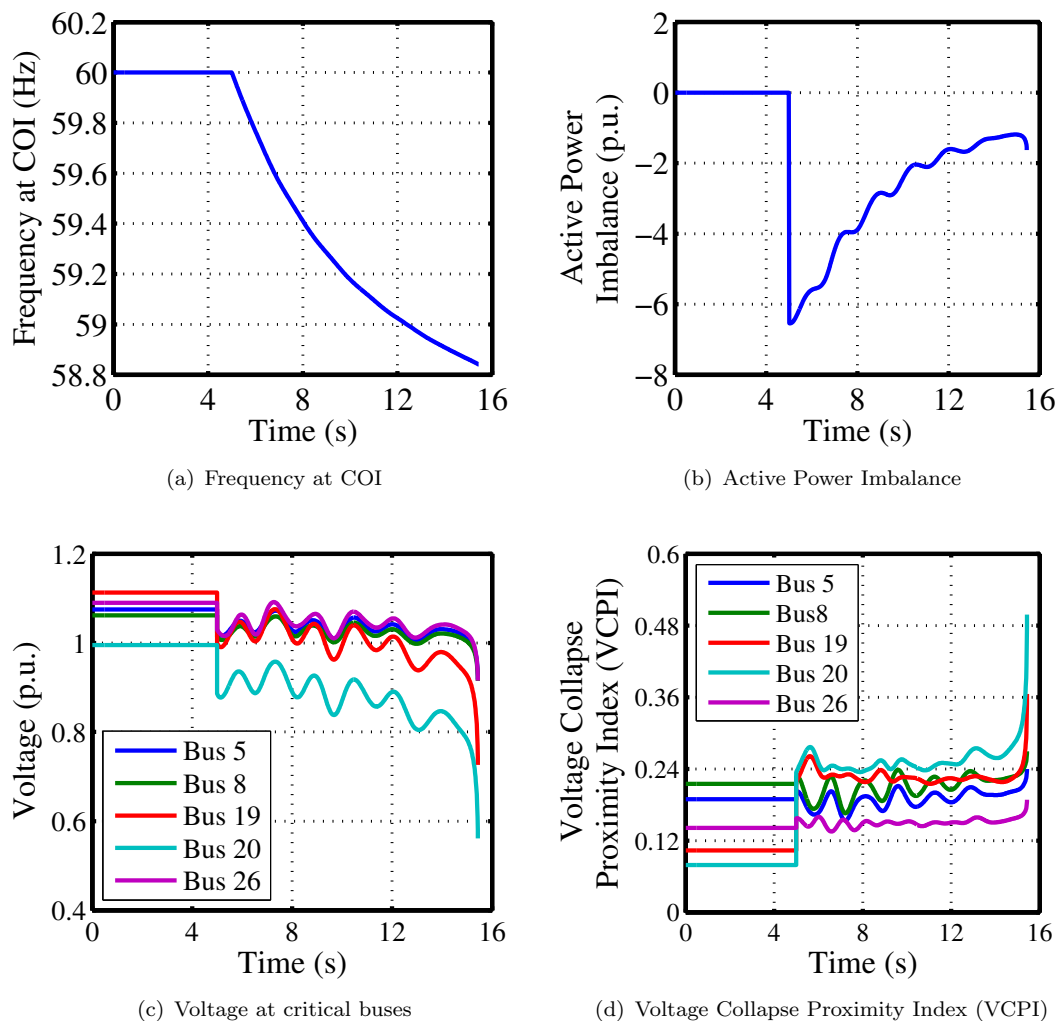 60.2
60
59.8
59.6
59.4
59.2
59
58.8
Frequency at COI (Hz)
0 4 8 12 16
Time (s)
(a) Frequency at COI
2
0
−2
−4
−6
−8
Active Power
Imbalance (p.u.)
0 4 8 12 16
Time (s)
(b) Active Power Imbalance
1.2
1
0.8
0.6
0.4
Voltage (p.u.)
Bus 5
Bus 8
Bus 19
Bus 20
Bus 26
0 4 8 12 16
Time (s)
(c) Voltage at critical buses
0.6
0.48
0.36
0.24
0.12
0
Voltage Collapse
Proximity Index (VCPI)
Bus 5
Bus8
Bus 19
Bus 20
Bus 26
0 4 8 12 16
Time (s)
(d) Voltage Collapse Proximity Index (VCPI)